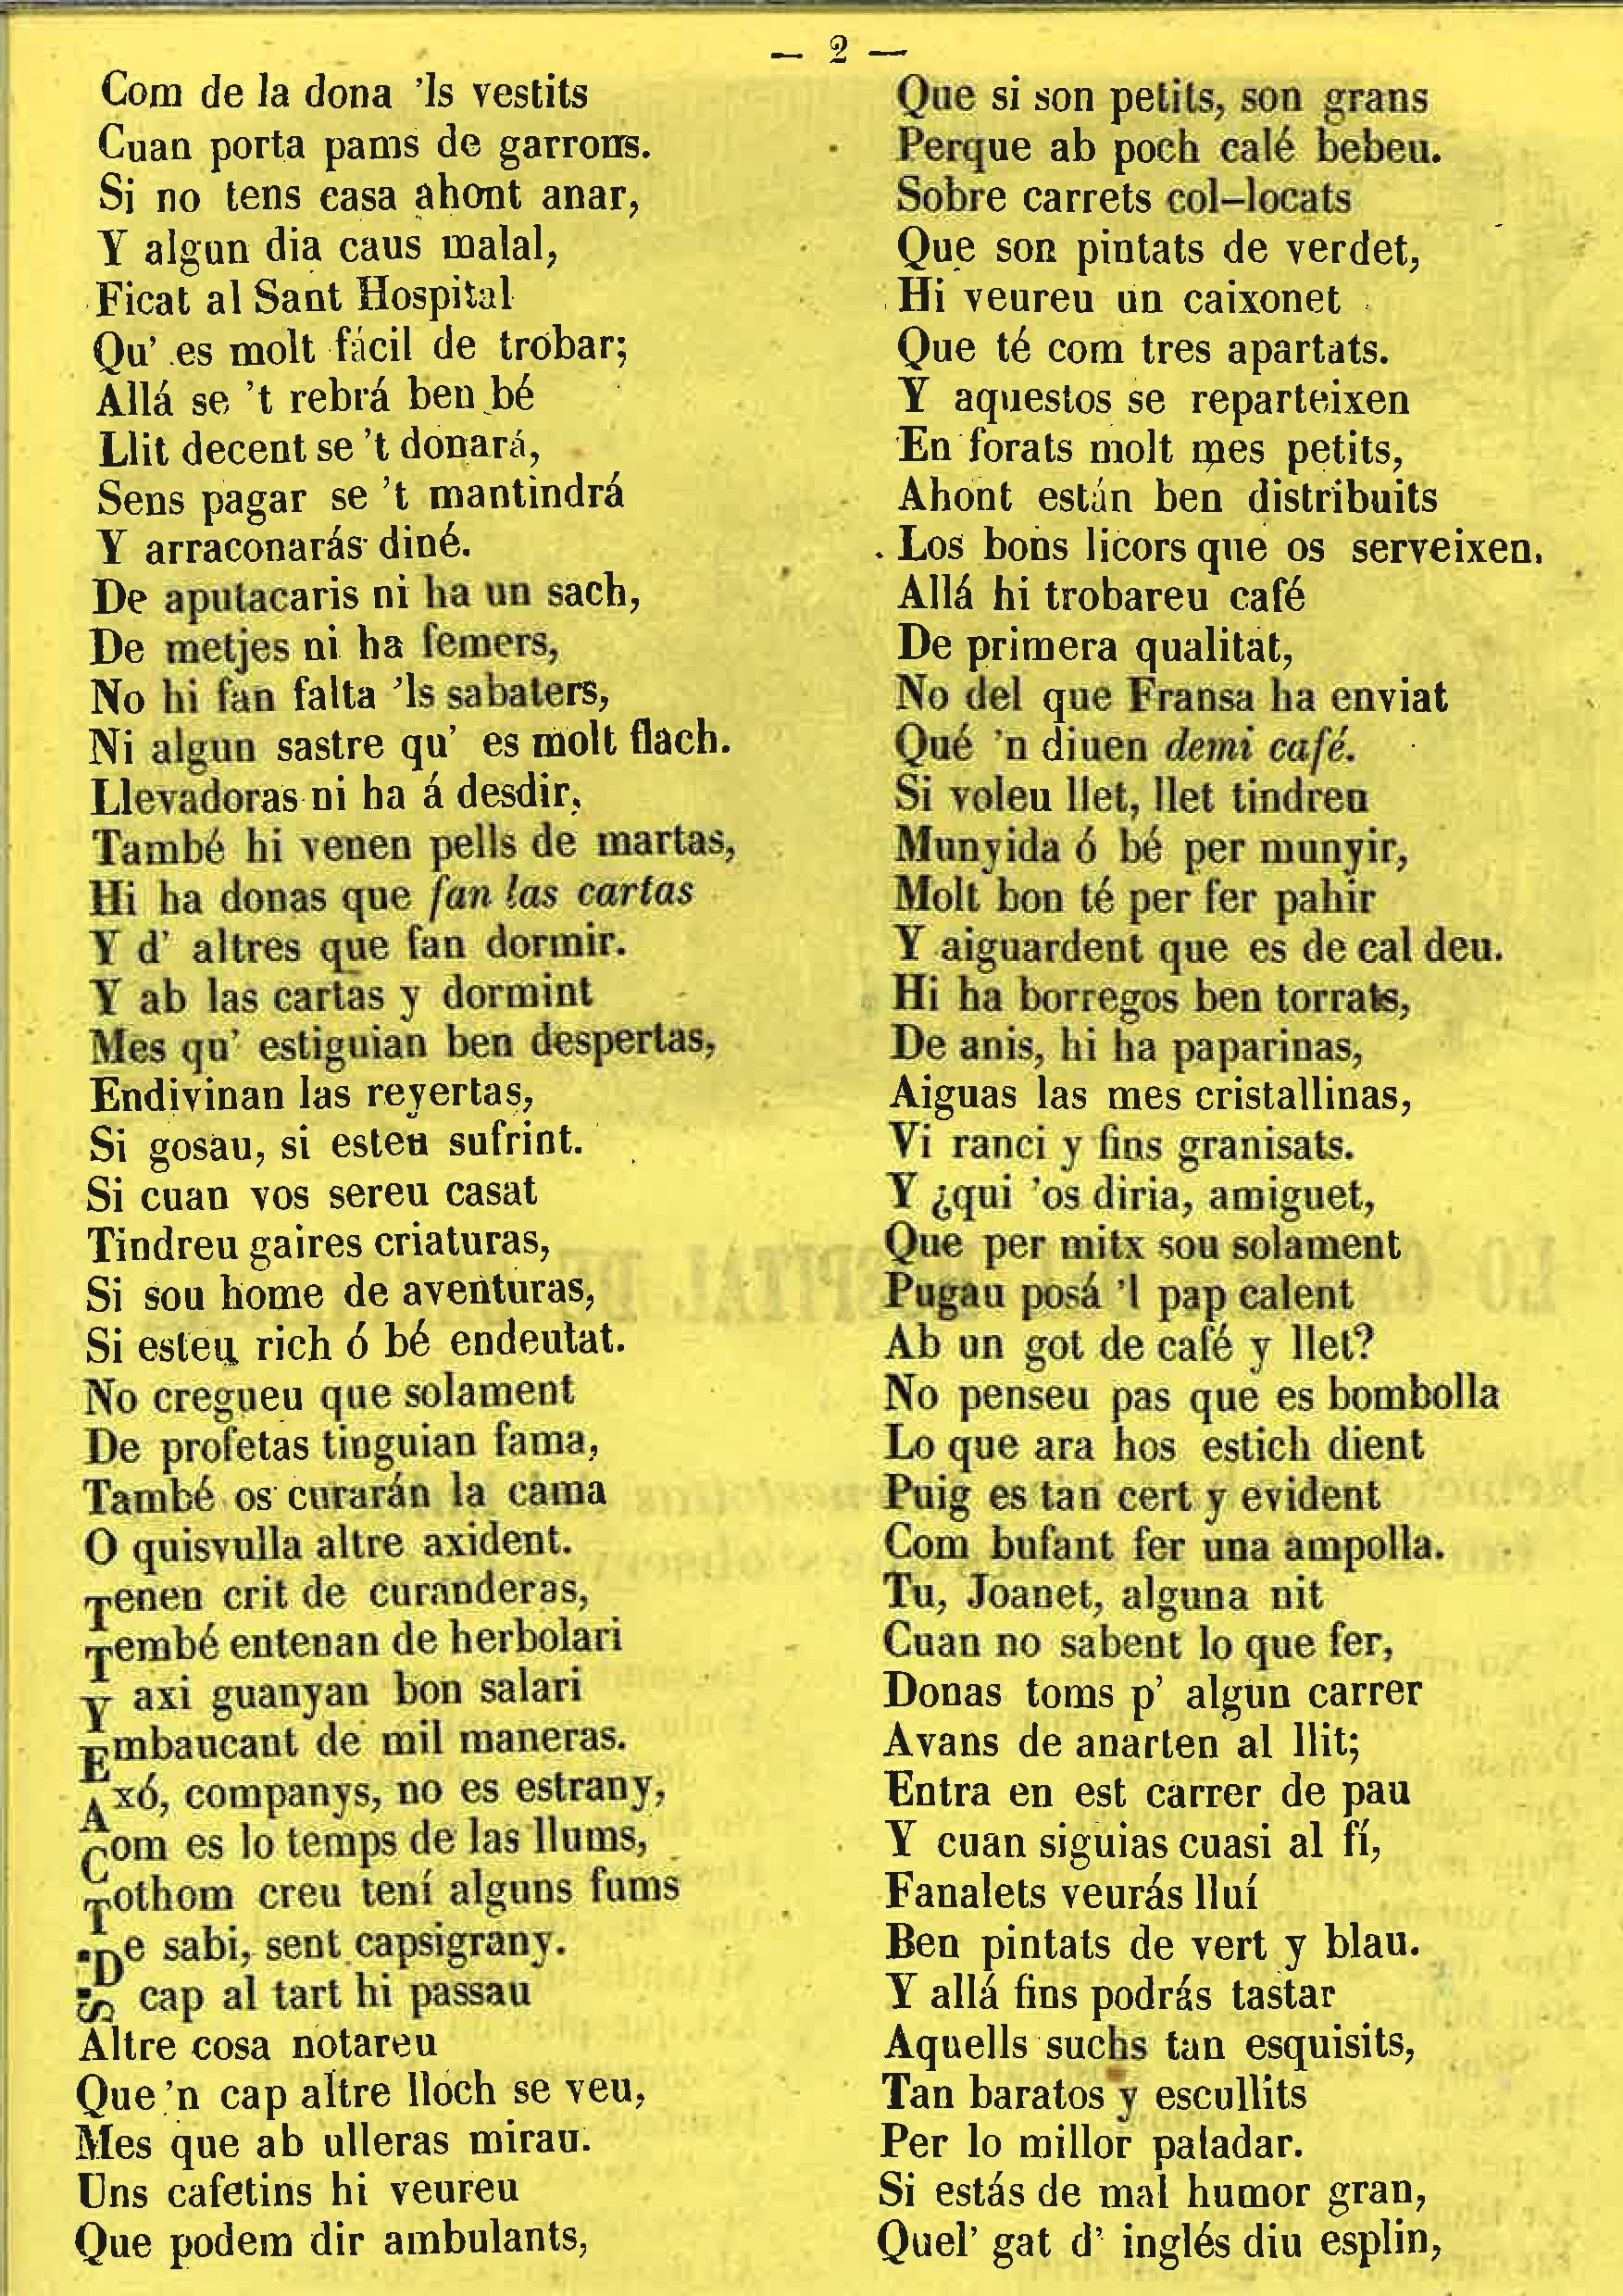 — 2 —
Com de la dona 'ls vestits
Cuan porta pams de garrons.
Si no tens casa ahont anar,
Y algun dia caus malal,
Ficat al Sant Hospital
Qu' es molt fácil de trobar;
Allá se 't rebrá ben bé
Llit decent se 't donará,
Sens pagar se 't mantindrá
Y arraconarás diné.
De aputacaris ni ha un sach,
De metjes ni ha femers,
No hi fan falta 'ls sabaters,
Ni algun sastre qu' es molt flach.
Llevadoras ni ha á desdir,
També hi venen pells de martas,
Hi ha donas que fan las cartas
Y d' altres que fan dormir.
Y ab las cartas y dormint
Mes qu' estiguian ben despertas,
Endivinan las reyertas,
Si gosau, si esteu sufrint.
Si cuan vos sereu casat
Tindreu gaires criaturas,
Si sou home de aventuras,
Si esteu rich ó bé endeutat.
No cregueu que solament
De profetas tinguian fama,
També os curarán la cama
O quisvulla altre axident.
Tenen crit de curanderas,
Tembé entenan de herbolari
Y axi guanyan bon salari
Embaucant de mil maneras.
Axó, companys, no es estrany,
Com es lo temps de las llums,
Tothom creu tení alguns fums
De sabi, sent capsigrany.
Si cap al tart hi passau
Altre cosa notareu
Que 'n cap altre lloch se veu,
Mes que ab ulleras mirau.
Uns cafetins hi veureu
Que podem dir ambulants,
Que si son petits, son grans
Perque ab poch calé bebeu.
Sobre carrets col-locats
Que son pintats de verdet,
Hi veureu un caixonet
Que té com tres apartats.
Y aquestos se reparteixen
En forats molt mes petits,
Ahont están ben distribuits
Los bons licors que os serveixen.
Allá hi trobareu café
De primera qualitat,
No del que Fransa ha enviat
Qué 'n diuen demi café.
Si voleu llet, llet tindreu
Munyida ó bé per munyir,
Molt bon té per fer pahir
Y aiguardent que es de cal deu.
Hi ha borregos ben torrats,
De anis, hi ha paparinas,
Aiguas las mes cristallinas,
Vi ranci y fins granisats.
Y ¿qui 'os diria, amiguet,
Que per mitx sou solament
Pugau posá 'l pap calent
Ab un got de café y llet?
No penseu pas que es bombolla
Lo que ara hos estich dient
Puig es tan cert y evident
Com bufant fer una ampolla.
Tu, Joanet, alguna nit
Cuan no sabent lo que fer,
Donas toms p' algun carrer
Avans de anarten al llit;
Entra en est carrer de pau
Y cuan siguias cuasi al fí,
Fanalets veurás lluí
Ben pintats de vert y blau.
Y allá fins podrás tastar
Aquells suchs tan esquisits,
Tan baratos y escullits
Per lo millor paladar.
Si estás de mal humor gran,
Quel' gat d' inglés diu esplin,